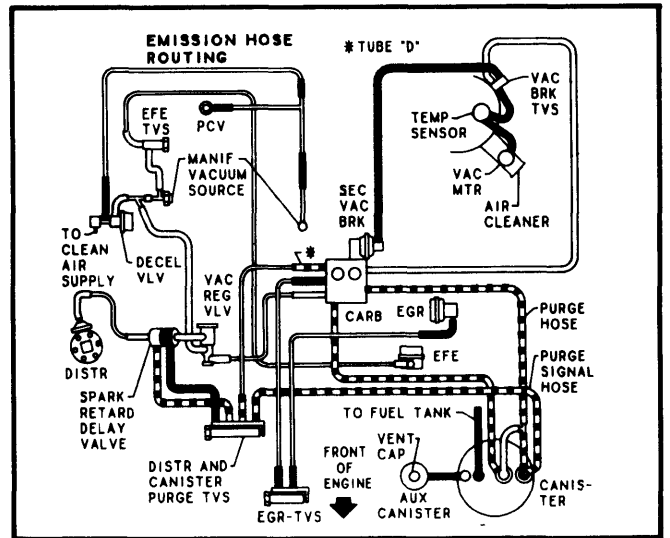 EMISSION HOSE
ROUTING
* TUBE "D"
EFE
TVS
PCV
VAC
BRK
TVS
TEMP
SENSOR
MANIF
VACUUM
SOURCE
VAC
MTR
SEC
VAC
BRK
AIR
CLEANER
TO
CLEAN
AIR
SUPPLY
DECEL
VLV
VAC
REG
VLV
*
CARB
EGR
PURGE
HOSE
DISTR
EFE
PURGE
SIGNAL
HOSE
SPARK
RETARD
DELAY
VALVE
TO FUEL TANK
DISTR AND
CANISTER
PURGE TVS
VENT
CAP
FRONT
OF
ENGINE
AUX
CANISTER
CANIS-
TER
EGR-TVS